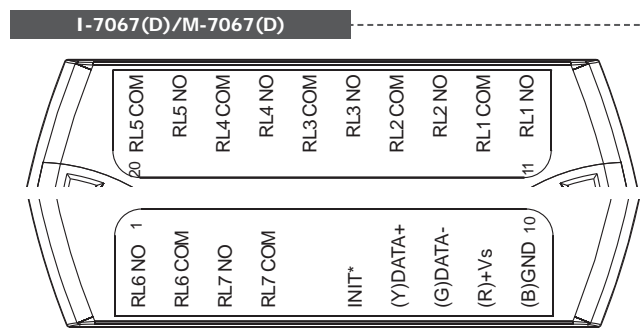 I-7067(D)/M-7067(D)
RL5 COM
RL5 NO
RL4 COM
RL4 NO
RL3 COM
RL3 NO
RL2 COM
RL2 NO
RL1 COM
RL1 NO
20
11
RL6 NO
RL6 COM
RL7 NO
RL7 COM
INIT*
(Y)DATA+
(G)DATA-
(R)+Vs
(B)GND
1
10